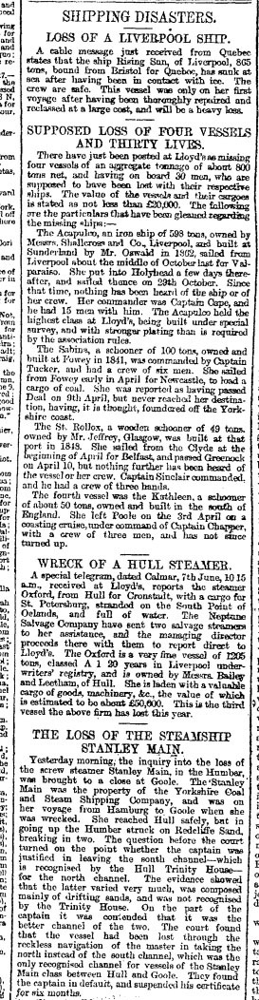 SHIPPING DISASTERS.
LOSS OF A LIVERPOOL SHIP.
A cable message just received from Quebec
states that the ship Rising Sun, of Liverpool, 865
tons, bound from Bristol for Quebec, has sunk at
sea after having been in contact with ice. The
crew are safe. This vessel was only on her first
voyage after having been thoroughly repaired and
reclassed at a large cost, and will be a heavy loss.
SUPPOSED LOSS OF FOUR VESSELS
AND THIRTY LIVES.
There have just been posted at Lloyd's as missing
four vessels of an aggregate tonnage of about 800
tons net, and having on board 30 men, who are
supposed to have been lost with their respective
ships. The value of the vessels and their cargoes
is stated as not less than £20,000. The following
are the particulars that have been gleaned regarding
the missing ships:—
The Acapulco, an iron ship of 598 tons, owned by
Messrs. Shallcross and Co., Liverpool, and built at
Sunderland by Mr. Oswald in 1862, sailed from
Liverpool about the middle of October last for Val-
paraiso. She put into Holyhead a few days there-
after, and sailed thence on 29th October. Since
that time, nothing has been heard of the ship or of
her crew. Her commander was Captain Cape, and
he had 15 men with him. The Acapulco held the
highest class at Lloyd's, being built under special
survey, and with stronger plating than is required
by the association rules.
The Sabina, a schooner of 100 tons, owned and
built at Fowey in 1841, was commanded by Captain
Tucker, and had a crew of six men. She sailed
from Fowey early in April for Newcastle, to load a
cargo of coal. She was reported as having passed
Deal on 9th April, but never reached her destina-
tion, having, it is thought, foundered off the York-
shire coast.
The St. Rollox, a wooden schooner of 49 tons,
owned by Mr. Jeffrey, Glasgow, was built at that
port in 1848. She sailed from the Clyde at the
beginning of April for Belfast, and passed Greenock
on April 10, but nothing further has been heard of
the vessel or her crew. Captain Sinclair commanded,
and he had a crew of three hands.
The fourth vessel was the Kathleen, a schooner
of about 50 tons, owned and built in the south of
England. She left Poole on the 3rd April on a
coasting cruise, under command of Captain Chapper,
with a crew of three men, and has not since
turned up.
WRECK OF A HULL STEAMER.
A special telegram, dated Calmar, 7th June, 10 15
a.m., received at Lloyd's, reports the steamer
Oxford, from Hull for Cronstadt, with a cargo for
St. Petersburg, stranded on the South Point of
Oelands, and full of water. The Neptune
Salvage Company have sent two salvage steamers
to her assistance, and the managing director
proceeds there with them to report direct to
Lloyd's. The Oxford is a very fine vessel of 1205
tons, classed A 1 20 years in Liverpool under-
writers' registry, and is owned by Messrs. Bailey
and Leetham, of Hull. She is laden with a valuable
cargo of goods, machinery, &c., the value of which
is estimated to be about £50,000. This is the third
vessel the above firm has lost this year.
THE LOSS OF THE STEAMSHIP
STANLEY MAIN.
Yesterday morning, the inquiry into the loss of
the screw steamer Stanley Main, in the Humber,
was brought to a close at Goole. The Stanley
Main was the property of the Yorkshire Coal
and Steam Shipping Company, and was on
her voyage from Hamburg to Goole when she
was wrecked. She reached Hull safely, but in
going up the Humber struck on Redcliffe Sand,
breaking in two. The question before the court
turned on the point whether the captain was
justified in leaving the south channel—which
is recognised by the Hull Trinity House—
for the north channel. The evidence showed
that the latter varied very much, was composed
mainly of drifting sands, and was not recognised
by the Trinity House. On the part of the
captain it was contended that it was the
better channel of the two. The court found
that the vessel had been lost through the
reckless navigation of the master in taking the
north instead of the south channel, which was the
only recognised channel for vessels of the Stanley
Main class between Hull and Goole. They found
the captain in default, and suspended his certificate
for six months.